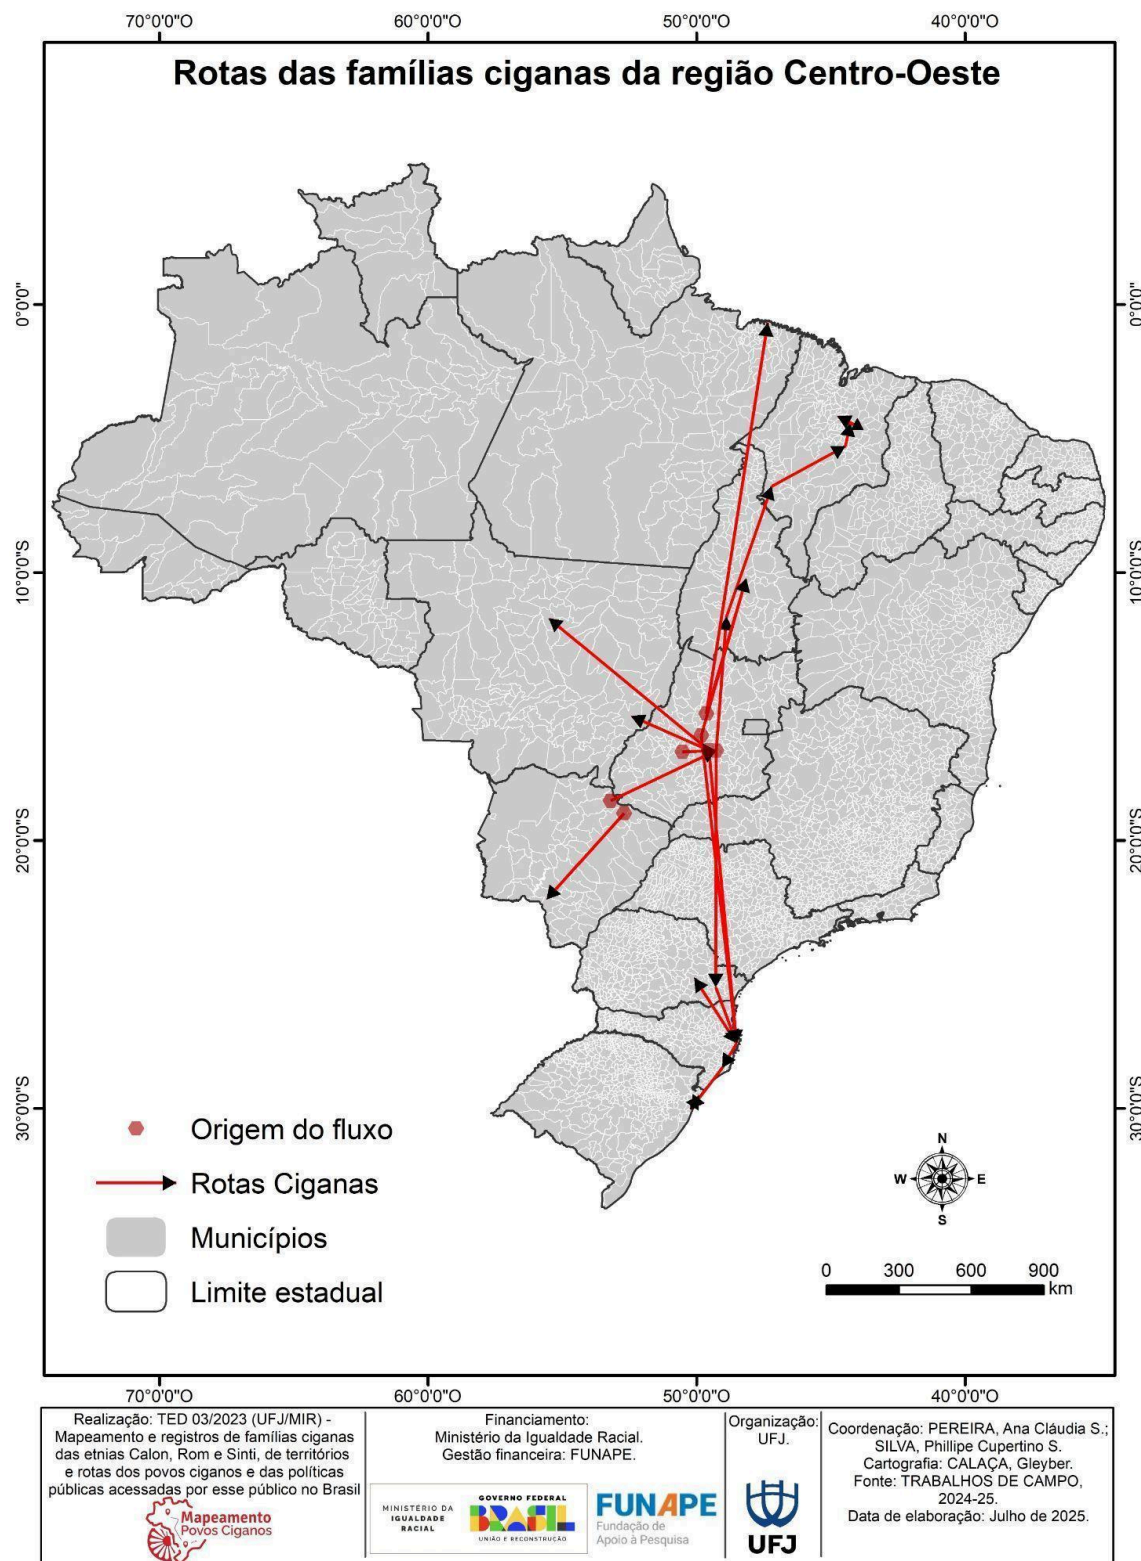 70°0'0"O 60°0'0"O 50°0'0"O 40°0'0"O
Rotas das famílias ciganas da região Centro-Oeste
0°0'0" 0°0'0"
10°0'0"S 10°0'0"S
20°0'0"S 20°0'0"S
30°0'0"S 30°0'0"S
Origem do fluxo
Rotas Ciganas
Municípios
Limite estadual
N
W E
S
0 300 600 900
km
70°0'0"O 60°0'0"O 50°0'0"O 40°0'0"O
Realização: TED 03/2023 (UFJ/MIR) -
Mapeamento e registros de famílias ciganas
das etnias Calon, Rom e Sinti, de territórios
e rotas dos povos ciganos e das políticas
públicas acessadas por esse público no Brasil
Mapeamento
Povos Ciganos
Financiamento:
Ministério da Igualdade Racial.
Gestão financeira: FUNAPE.
MINISTÉRIO DA
IGUALDADE
RACIAL
GOVERNO FEDERAL
BRASIL
UNIÃO E RECONSTRUÇÃO
FUNAPE
Fundação de
Apoio à Pesquisa
Organização:
UFJ.
UFJ
Coordenação: PEREIRA, Ana Cláudia S.;
SILVA, Phillipe Cupertino S.
Cartografia: CALAÇA, Gleyber.
Fonte: TRABALHOS DE CAMPO,
2024-25.
Data de elaboração: Julho de 2025.